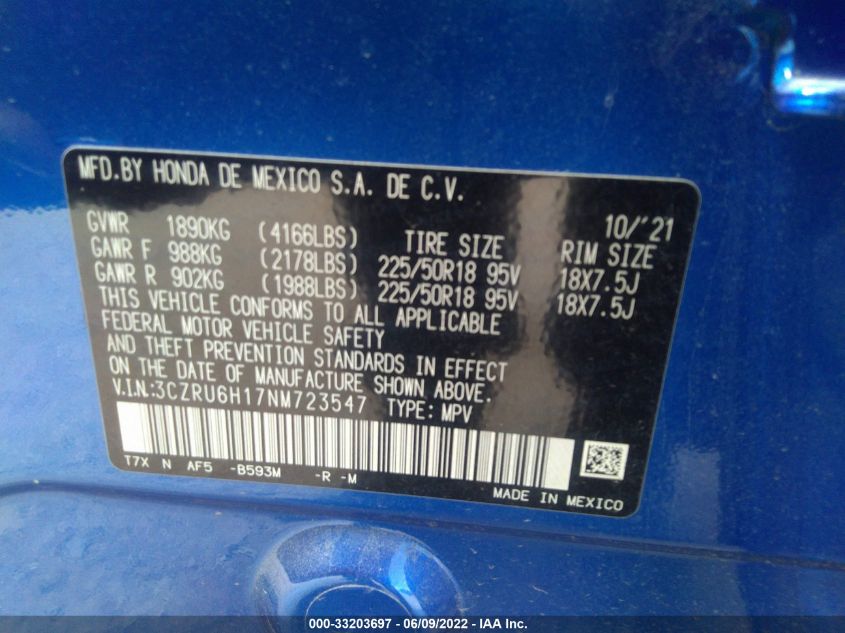 MFD.BY HONDA DE MEXICO S.A. DE C.V.
10/'21
GVWR 1890KG (4166LBS) TIRE SIZE RIM SIZE
GAWR F 988KG (2178LBS) 225/50R18 95V 18X7.5J
GAWR R 902KG (1988LBS) 225/50R18 95V 18X7.5J
THIS VEHICLE CONFORMS TO ALL APPLICABLE
FEDERAL MOTOR VEHICLE SAFETY
AND THEFT PREVENTION STANDARDS IN EFFECT
ON THE DATE OF MANUFACTURE SHOWN ABOVE.
V.I.N:3CZRU6H17NM723547 TYPE: MPV
T7X N AF5 -B593M -R -M
MADE IN MEXICO
000-33203697 - 06/09/2022 - IAA Inc.